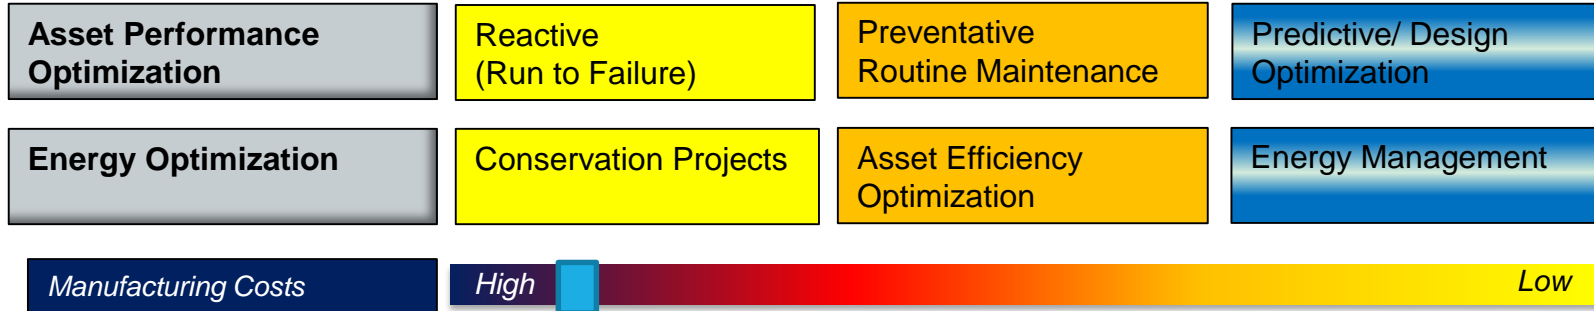 Asset Performance
Optimization
Reactive
(Run to Failure)
Preventative
Routine Maintenance
Predictive/ Design
Optimization
Energy Optimization
Conservation Projects
Asset Efficiency
Optimization
Energy Management
Manufacturing Costs
High
Low